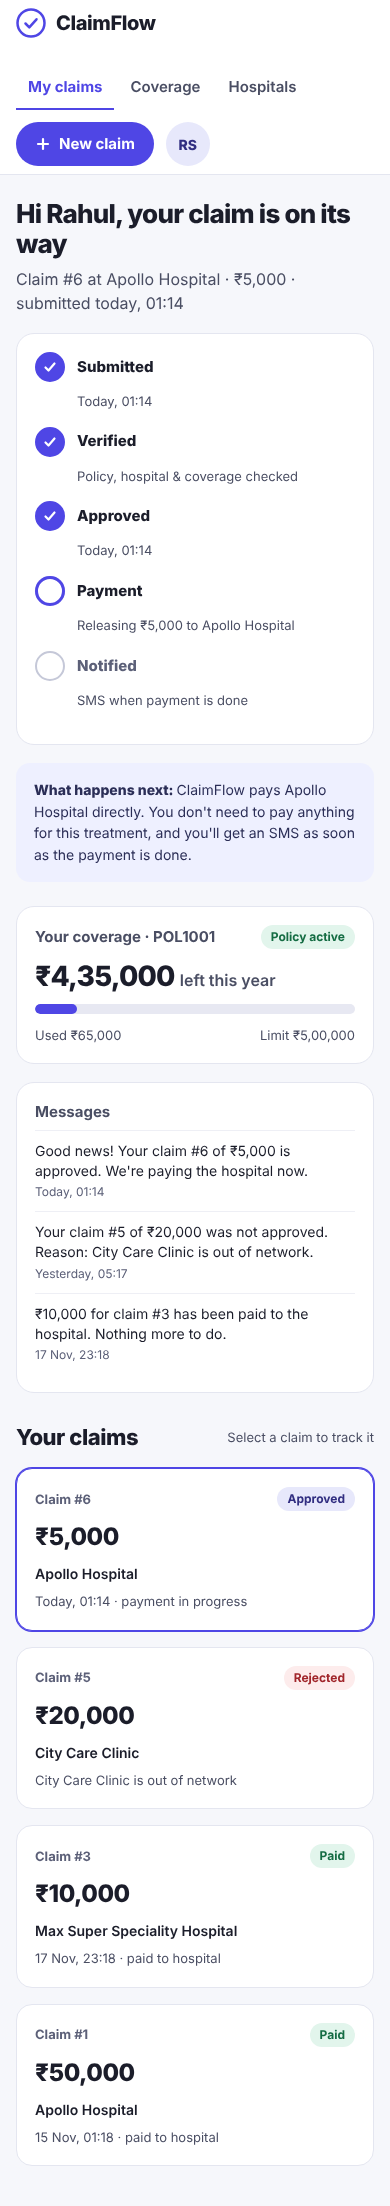 ClaimFlow
My claims Coverage Hospitals
+ New claim RS
Hi Rahul, your claim is on its
way
Claim #6 at Apollo Hospital · ₹5,000 ·
submitted today, 01:14
Submitted
Today, 01:14
Verified
Policy, hospital & coverage checked
Approved
Today, 01:14
Payment
Releasing ₹5,000 to Apollo Hospital
Notified
SMS when payment is done
What happens next: ClaimFlow pays Apollo
Hospital directly. You don't need to pay anything
for this treatment, and you'll get an SMS as soon
as the payment is done.
Your coverage · POL1001 Policy active
₹4,35,000 left this year
Used ₹65,000 Limit ₹5,00,000
Messages
Good news! Your claim #6 of ₹5,000 is
approved. We're paying the hospital now.
Today, 01:14
Your claim #5 of ₹20,000 was not approved.
Reason: City Care Clinic is out of network.
Yesterday, 05:17
₹10,000 for claim #3 has been paid to the
hospital. Nothing more to do.
17 Nov, 23:18
Your claims Select a claim to track it
Claim #6 Approved
₹5,000
Apollo Hospital
Today, 01:14 · payment in progress
Claim #5 Rejected
₹20,000
City Care Clinic
City Care Clinic is out of network
Claim #3 Paid
₹10,000
Max Super Speciality Hospital
17 Nov, 23:18 · paid to hospital
Claim #1 Paid
₹50,000
Apollo Hospital
15 Nov, 01:18 · paid to hospital